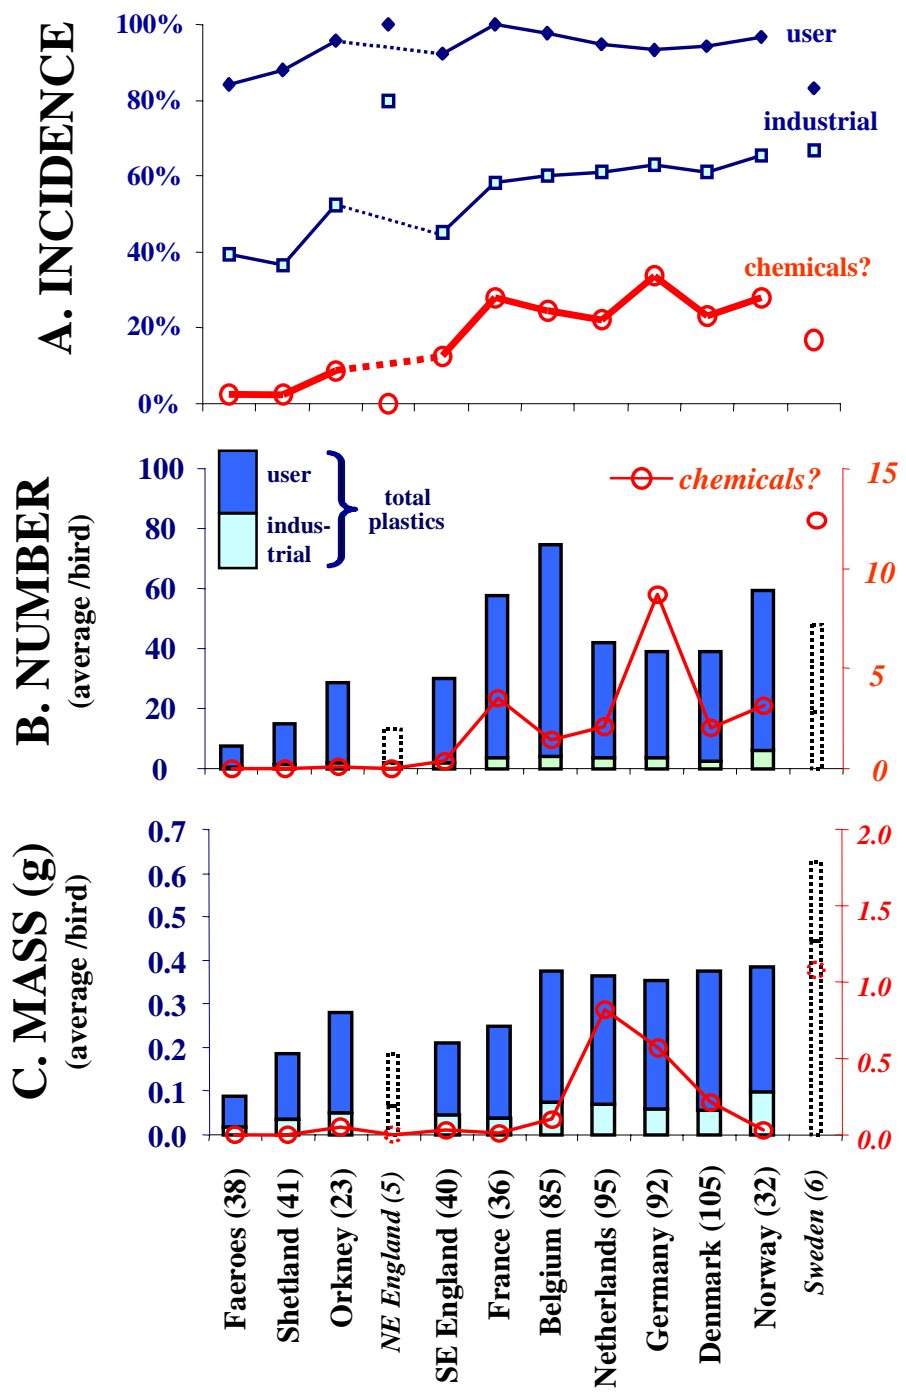 A. INCIDENCE
100%
80%
60%
40%
20%
0%
user
industrial
chemicals?
B. NUMBER
(average /bird)
100
80
60
40
20
0
user
indus-
trial
total
plastics
chemicals?
15
10
5
0
C. MASS (g)
(average /bird)
0.7
0.6
0.5
0.4
0.3
0.2
0.1
0.0
2.0
1.5
1.0
0.5
0.0
Faeroes (38)
Shetland (41)
Orkney (23)
NE England (5)
SE England (40)
France (36)
Belgium (85)
Netherlands (95)
Germany (92)
Denmark (105)
Norway (32)
Sweden (6)